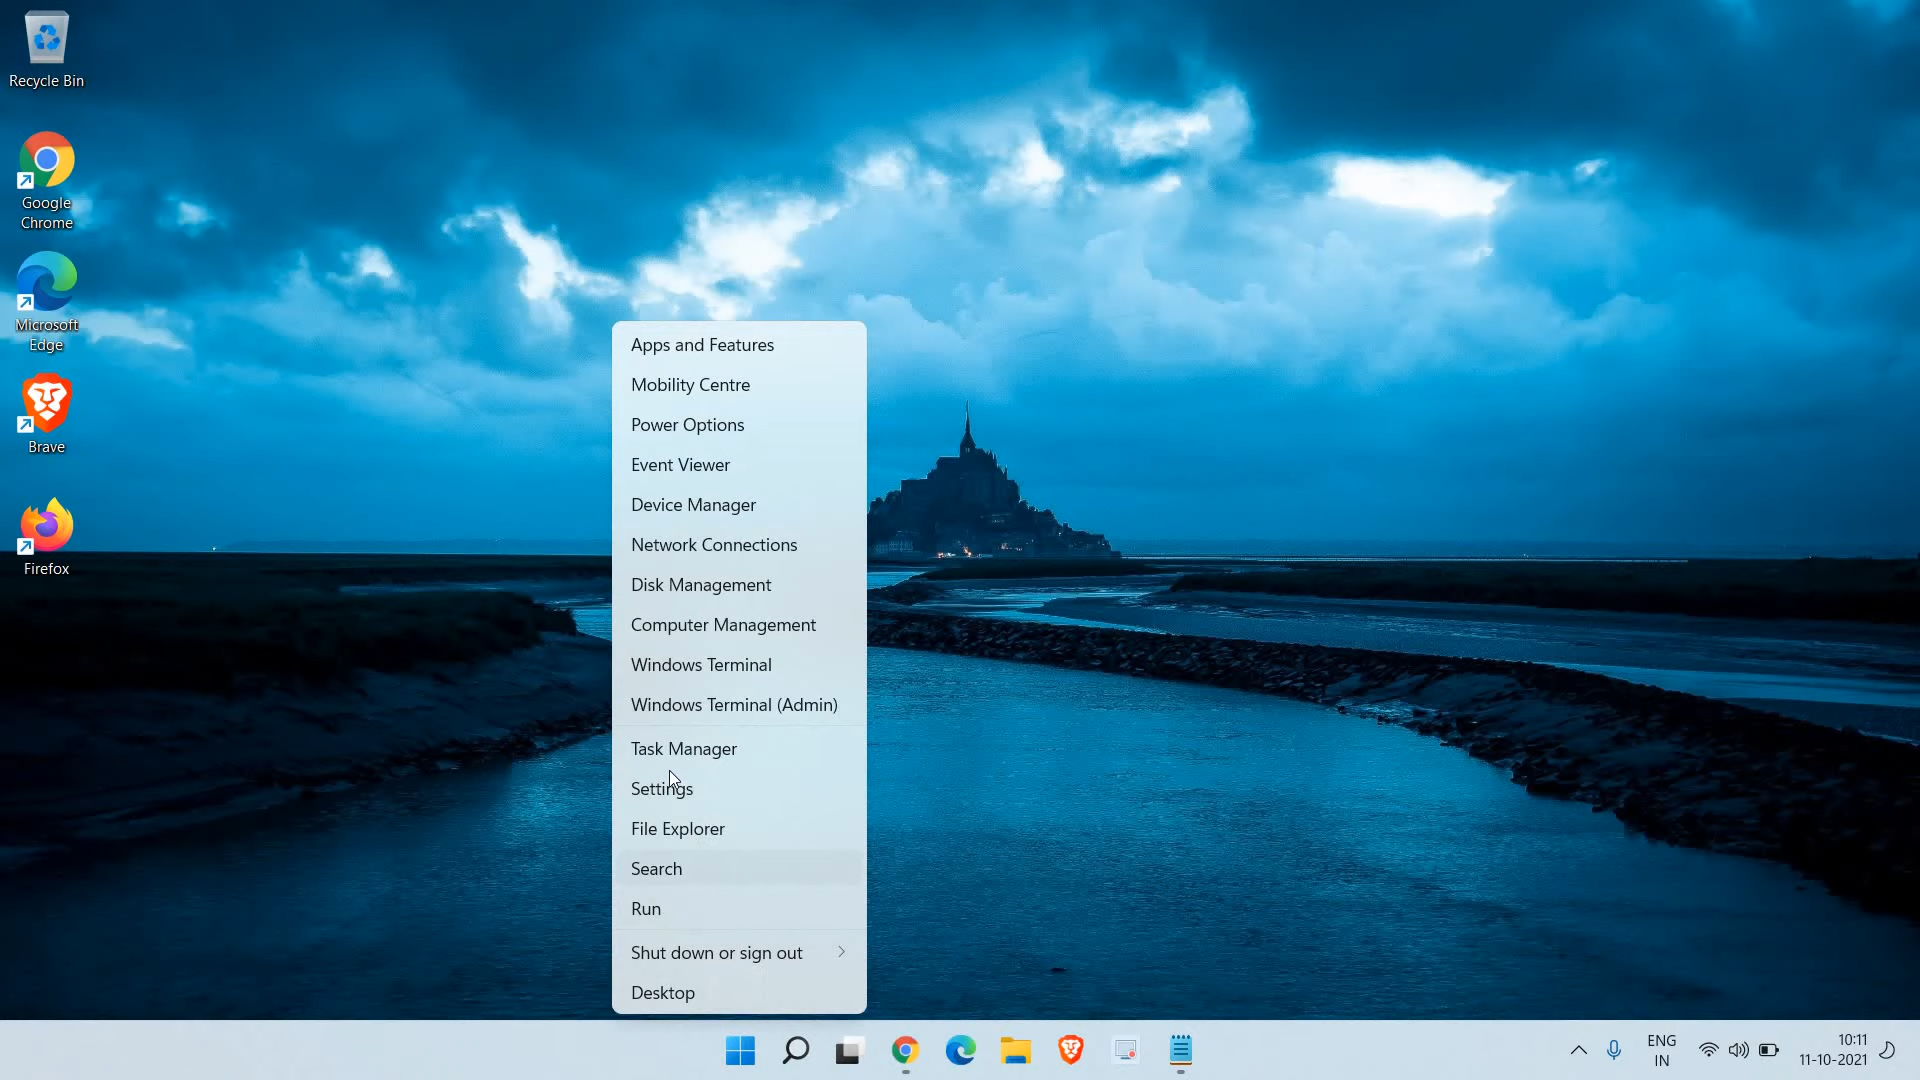 Recycle Bin
Google
Chrome
Microsoft
Edge
Brave
Firefox
Apps and Features
Mobility Centre
Power Options
Event Viewer
Device Manager
Network Connections
Disk Management
Computer Management
Windows Terminal
Windows Terminal (Admin)
Task Manager
Settings
File Explorer
Search
Run
Shut down or sign out
Desktop
ENG
IN
10:11
11-10-2021